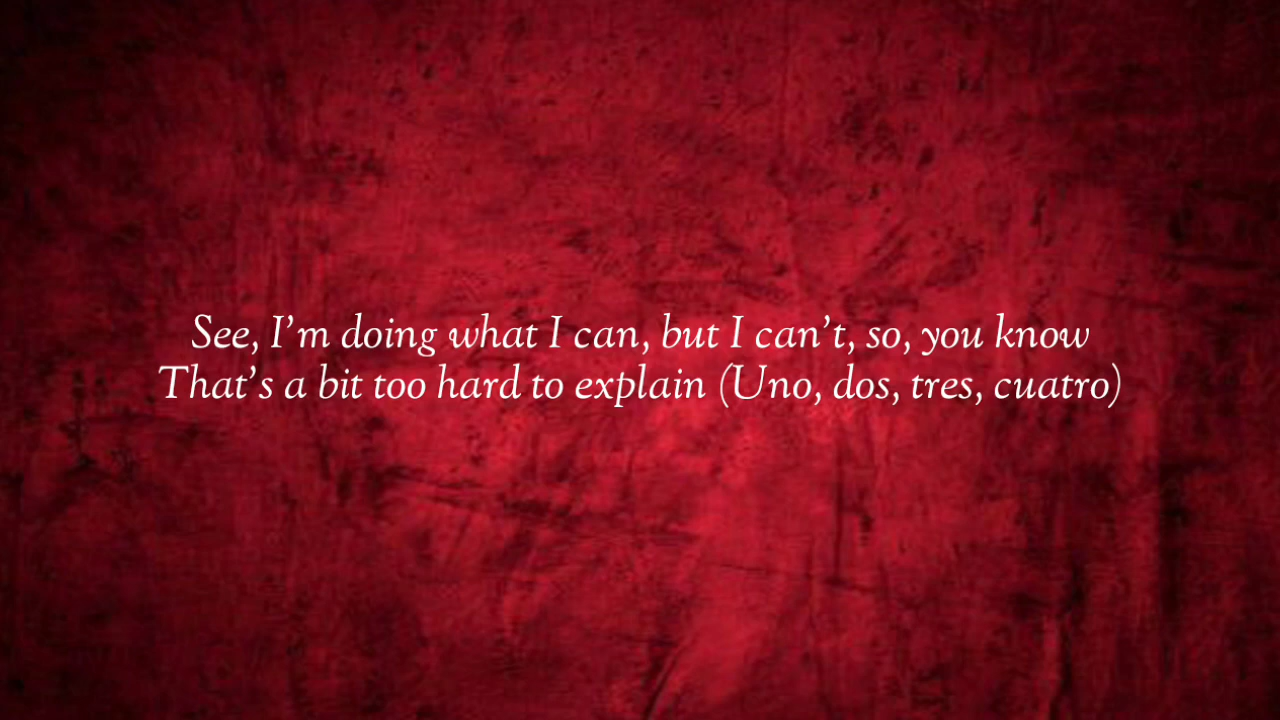 See, I’m doing what I can, but I can’t, so, you know
That’s a bit too hard to explain (Uno, dos, tres, cuatro)